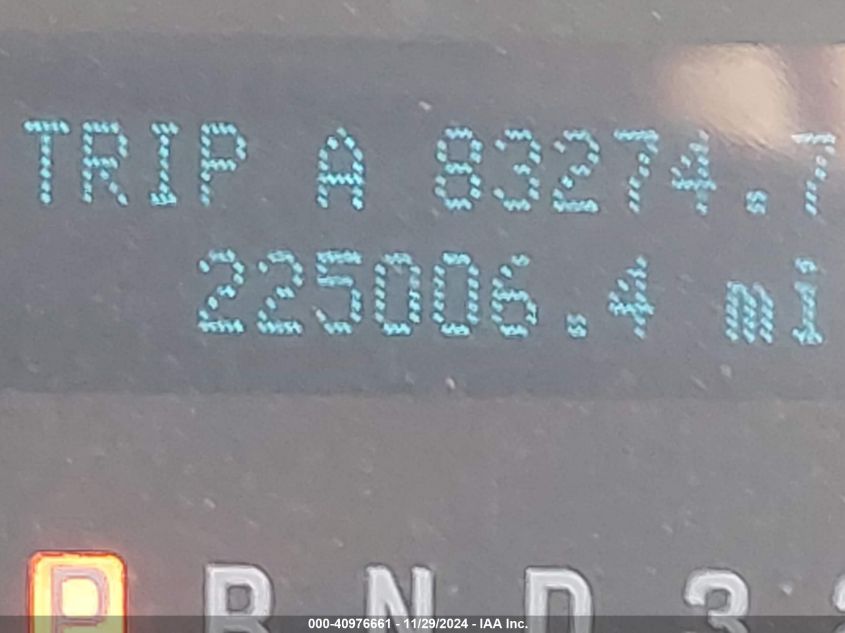 TRIP A 83274.7
225006.4 mi
P R N D 3
000-40976661 - 11/29/2024 - IAA Inc.